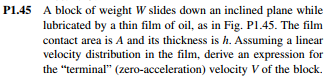 P1.45 A block of weight W slides down an inclined plane while
lubricated by a thin film of oil, as in Fig. P1.45. The film
contact area is A and its thickness is h. Assuming a linear
velocity distribution in the film, derive an expression for
the “terminal” (zero-acceleration) velocity V of the block.